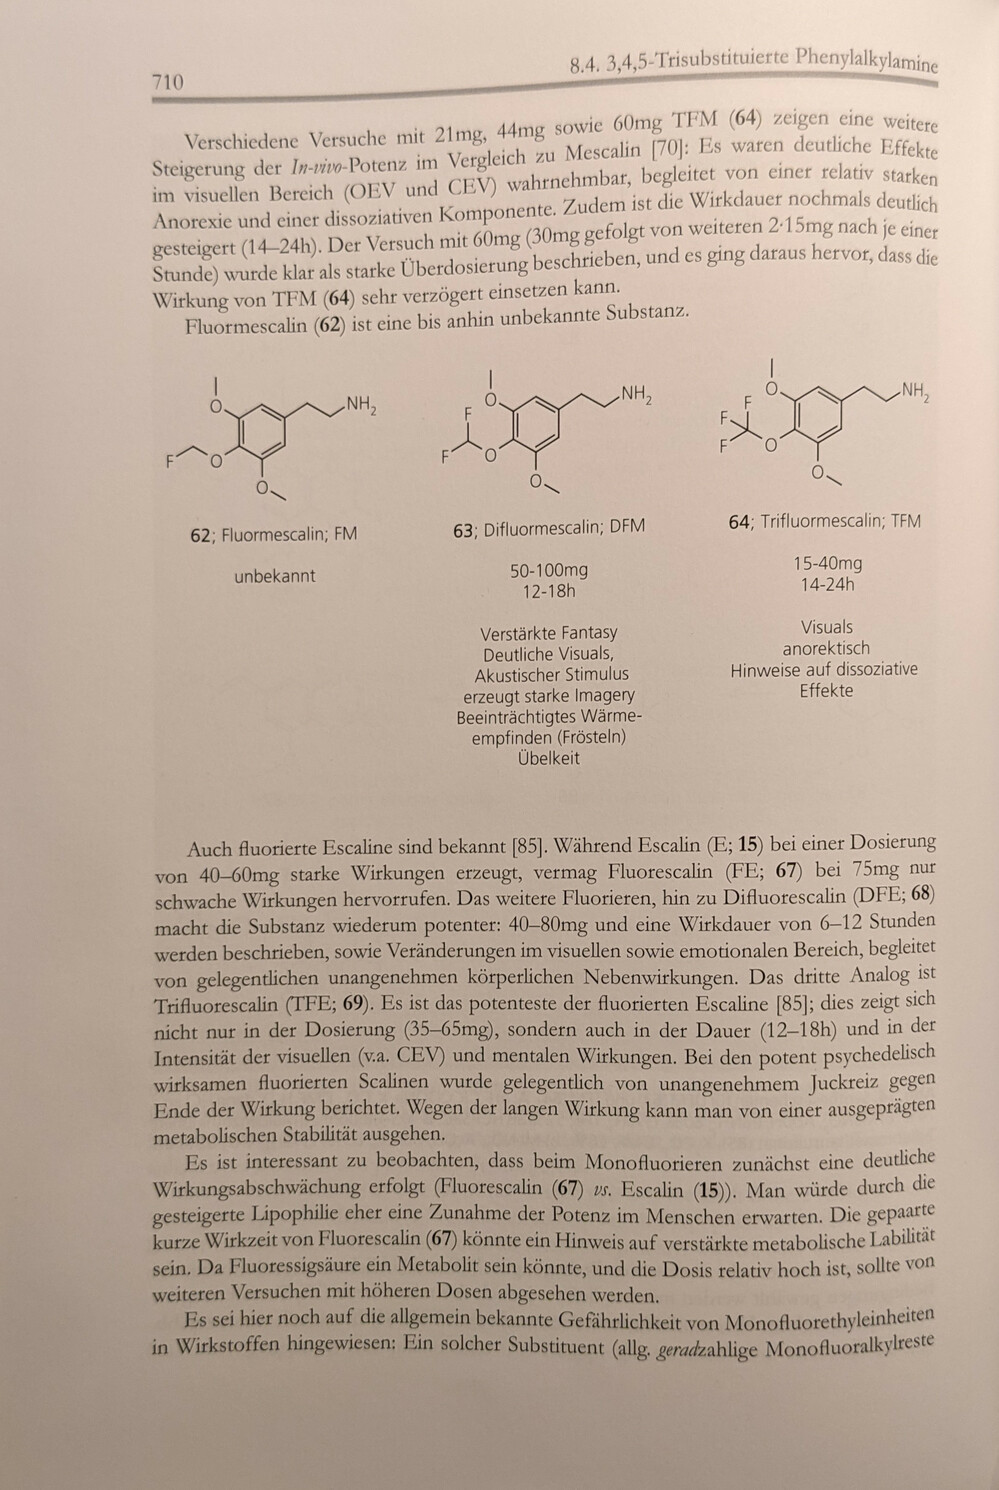 710
8.4. 3,4,5-Trisubstituierte Phenylalkylamine
Verschiedene Versuche mit 21mg, 44mg sowie 60mg TFM (64) zeigen eine weitere
Steigerung der In-vivo-Potenz im Vergleich zu Mescalin [70]: Es waren deutliche Effekte
im visuellen Bereich (OEV und CEV) wahrnehmbar, begleitet von einer relativ starken
Anorexie und einer dissoziativen Komponente. Zudem ist die Wirkdauer nochmals deutlich
gesteigert (14–24h). Der Versuch mit 60mg (30mg gefolgt von weiteren 2·15mg nach je einer
Stunde) wurde klar als starke Überdosierung beschrieben, und es ging daraus hervor, dass die
Wirkung von TFM (64) sehr verzögert einsetzen kann.
Fluormescalin (62) ist eine bis anhin unbekannte Substanz.
O
NH2
F
O
O
62; Fluormescalin; FM
unbekannt
O
NH2
F
F
O
O
63; Difluormescalin; DFM
50-100mg
12-18h
Verstärkte Fantasy
Deutliche Visuals,
Akustischer Stimulus
erzeugt starke Imagery
Beeinträchtigtes Wärme-
empfinden (Frösteln)
Übelkeit
O
NH2
F
F
F
O
O
64; Trifluormescalin; TFM
15-40mg
14-24h
Visuals
anorektisch
Hinweise auf dissoziative
Effekte
Auch fluorierte Escaline sind bekannt [85]. Während Escalin (E; 15) bei einer Dosierung
von 40–60mg starke Wirkungen erzeugt, vermag Fluorescalin (FE; 67) bei 75mg nur
schwache Wirkungen hervorrufen. Das weitere Fluorieren, hin zu Difluorescalin (DFE; 68)
macht die Substanz wiederum potenter: 40–80mg und eine Wirkdauer von 6–12 Stunden
werden beschrieben, sowie Veränderungen im visuellen sowie emotionalen Bereich, begleitet
von gelegentlichen unangenehmen körperlichen Nebenwirkungen. Das dritte Analog ist
Trifluorescalin (TFE; 69). Es ist das potenteste der fluorierten Escaline [85]; dies zeigt sich
nicht nur in der Dosierung (35–65mg), sondern auch in der Dauer (12–18h) und in der
Intensität der visuellen (v.a. CEV) und mentalen Wirkungen. Bei den potent psychedelisch
wirksamen fluorierten Scalinen wurde gelegentlich von unangenehmem Juckreiz gegen
Ende der Wirkung berichtet. Wegen der langen Wirkung kann man von einer ausgeprägten
metabolischen Stabilität ausgehen.
Es ist interessant zu beobachten, dass beim Monofluorieren zunächst eine deutliche
Wirkungsabschwächung erfolgt (Fluorescalin (67) vs. Escalin (15)). Man würde durch die
gesteigerte Lipophilie eher eine Zunahme der Potenz im Menschen erwarten. Die gepaarte
kurze Wirkzeit von Fluorescalin (67) könnte ein Hinweis auf verstärkte metabolische Labilität
sein. Da Fluoressigsäure ein Metabolit sein könnte, und die Dosis relativ hoch ist, sollte von
weiteren Versuchen mit höheren Dosen abgesehen werden.
Es sei hier noch auf die allgemein bekannte Gefährlichkeit von Monofluorethyleinheiten
in Wirkstoffen hingewiesen: Ein solcher Substituent (allg. geradzahlige Monofluoralkylreste